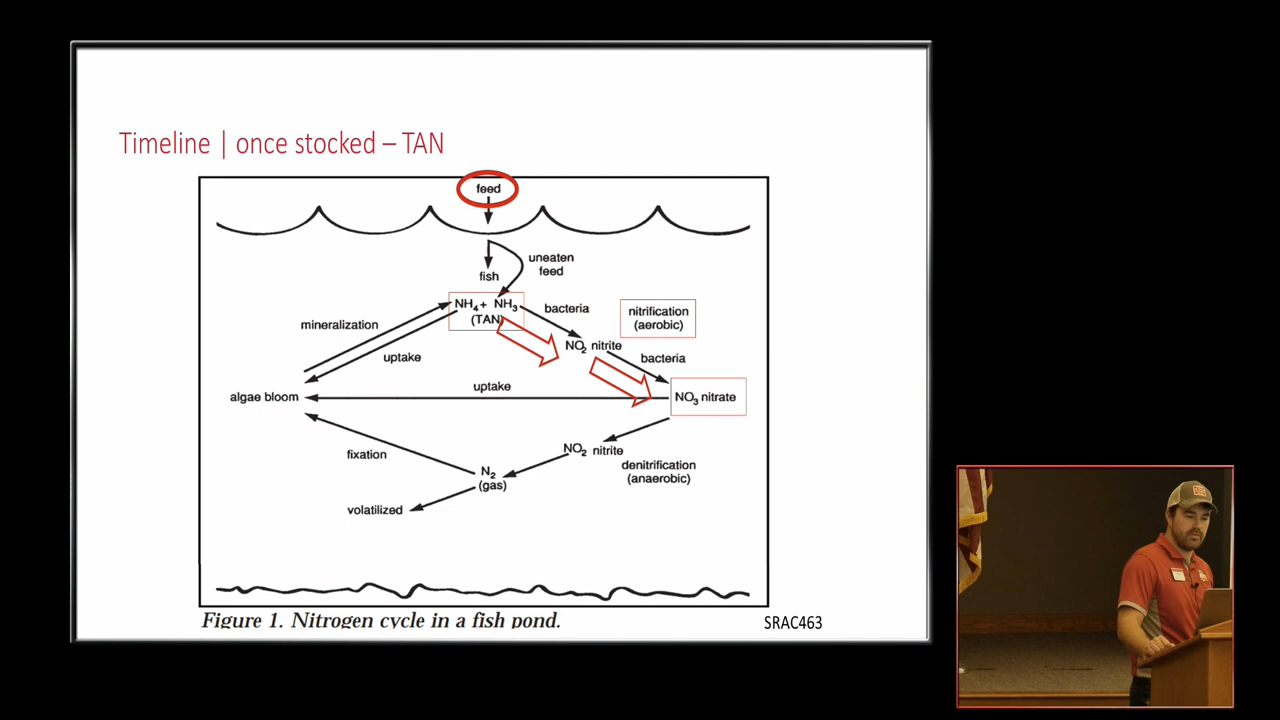 Timeline | once stocked – TAN
feed
uneaten
feed
fish
NH4+ NH3
(TAN)
bacteria
nitrification
(aerobic)
mineralization
NO2 nitrite
uptake
bacteria
uptake
algae bloom
NO3 nitrate
fixation
NO2 nitrite
denitrification
(anaerobic)
N2
(gas)
volatilized
Figure 1. Nitrogen cycle in a fish pond.
SRAC463